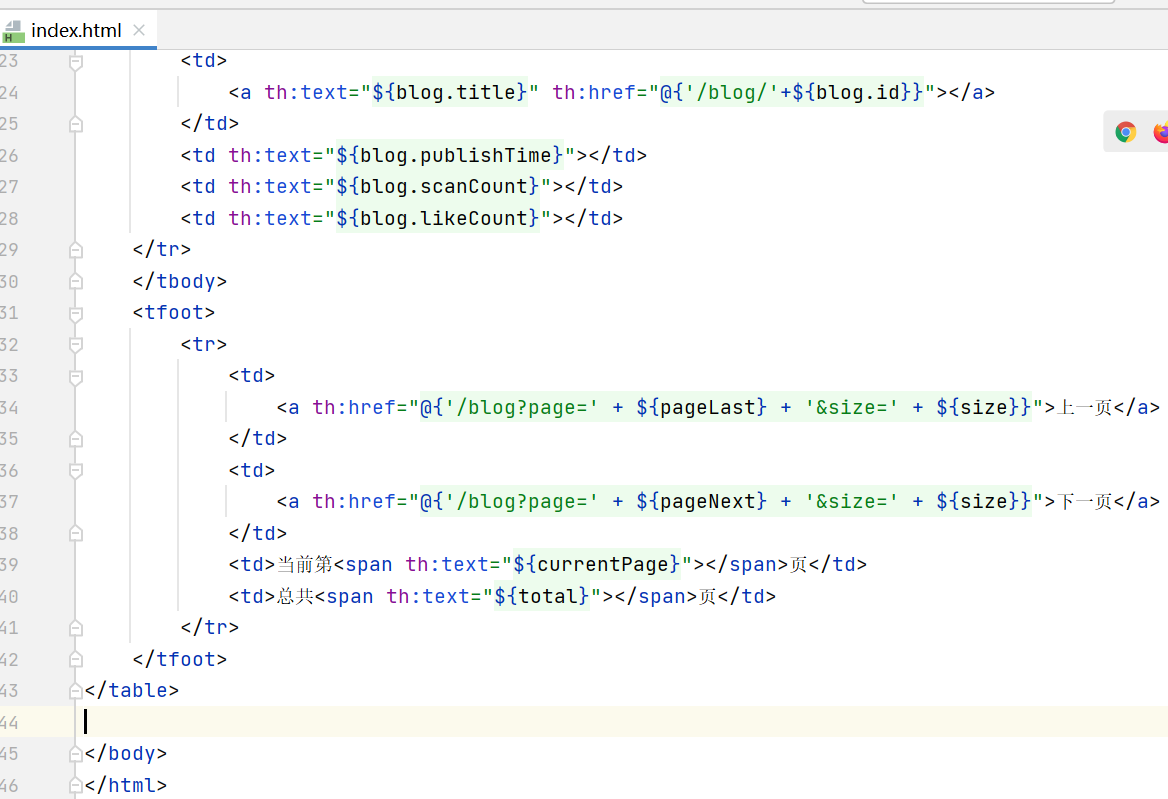 index.html
23 <td>
24 <a th:text="${blog.title}" th:href="@{'/blog/'+${blog.id}}"></a>
25 </td>
26 <td th:text="${blog.publishTime}"></td>
27 <td th:text="${blog.scanCount}"></td>
28 <td th:text="${blog.likeCount}"></td>
29 </tr>
30 </tbody>
31 <tfoot>
32 <tr>
33 <td>
34 <a th:href="@{'/blog?page=' + ${pageLast} + '&size=' + ${size}}">上一页</a>
35 </td>
36 <td>
37 <a th:href="@{'/blog?page=' + ${pageNext} + '&size=' + ${size}}">下一页</a>
38 </td>
39 <td>当前第<span th:text="${currentPage}"></span>页</td>
40 <td>总共<span th:text="${total}"></span>页</td>
41 </tr>
42 </tfoot>
43 </table>
44
45 </body>
46 </html>